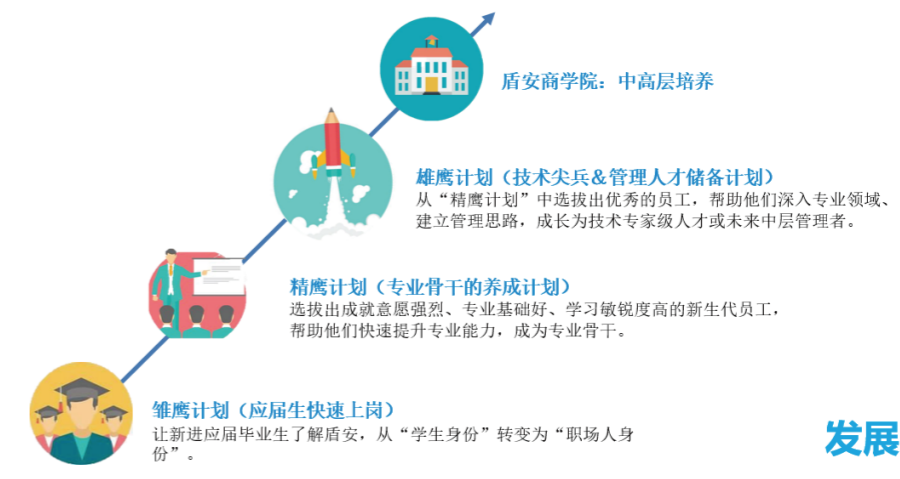 盾安商学院：中高层培养
雄鹰计划（技术尖兵&管理人才储备计划）
从“精鹰计划”中选拔出优秀的员工，帮助他们深入专业领域、
建立管理思路，成长为技术专家级人才或未来中层管理者。
精鹰计划（专业骨干的养成计划）
选拔出成就意愿强烈、专业基础好、学习敏锐度高的新生代员工，
帮助他们快速提升专业能力，成为专业骨干。
雏鹰计划（应届生快速上岗）
让新进应届毕业生了解盾安，从“学生身份”转变为“职场人身
份”。
发展